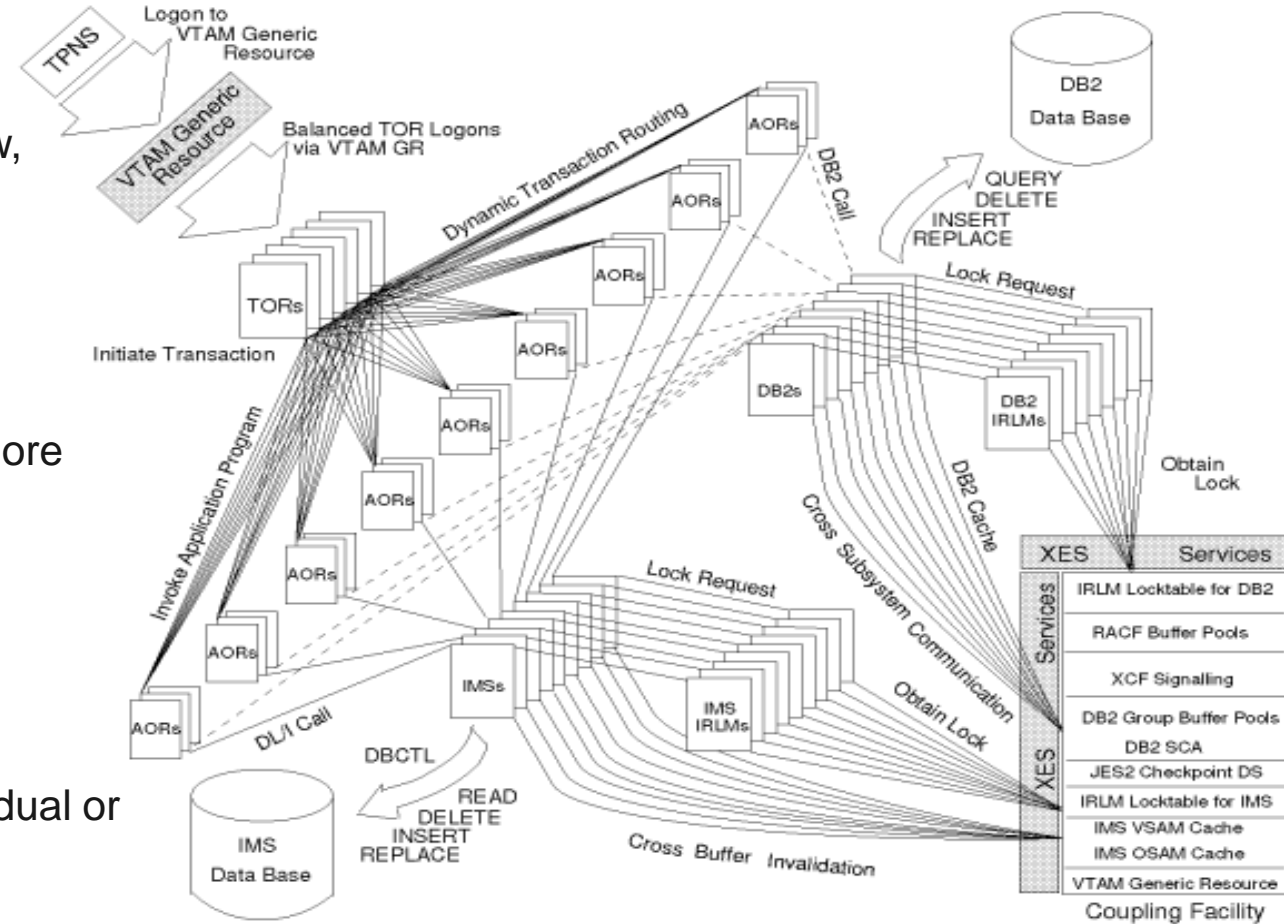 Logon to
VTAM Generic
Resource
TPNS
VTAM Generic
Resource
Balanced TOR Logons
via VTAM GR
w,
ore
dual or
TORs
Initiate Transaction
Dynamic Transaction Routing
Invoke Application Program
AORs
AORs
AORs
AORs
AORs
AORs
AORs
AORs
AORs
DB2 Call
DB2
Data Base
QUERY
DELETE
INSERT
REPLACE
Lock Request
DB2s
DB2
IRLMs
Obtain
Lock
DB2 Cache
Cross Subsystem Communication
Lock Request
IMSs
IMS
IRLMs
Obtain Lock
DL/I Call
DBCTL
READ
DELETE
INSERT
REPLACE
IMS
Data Base
Cross Buffer Invalidation
XES Services
XES Services
IRLM Locktable for DB2
RACF Buffer Pools
XCF Signalling
DB2 Group Buffer Pools
DB2 SCA
JES2 Checkpoint DS
IRLM Locktable for IMS
IMS VSAM Cache
IMS OSAM Cache
VTAM Generic Resource
Coupling Facility